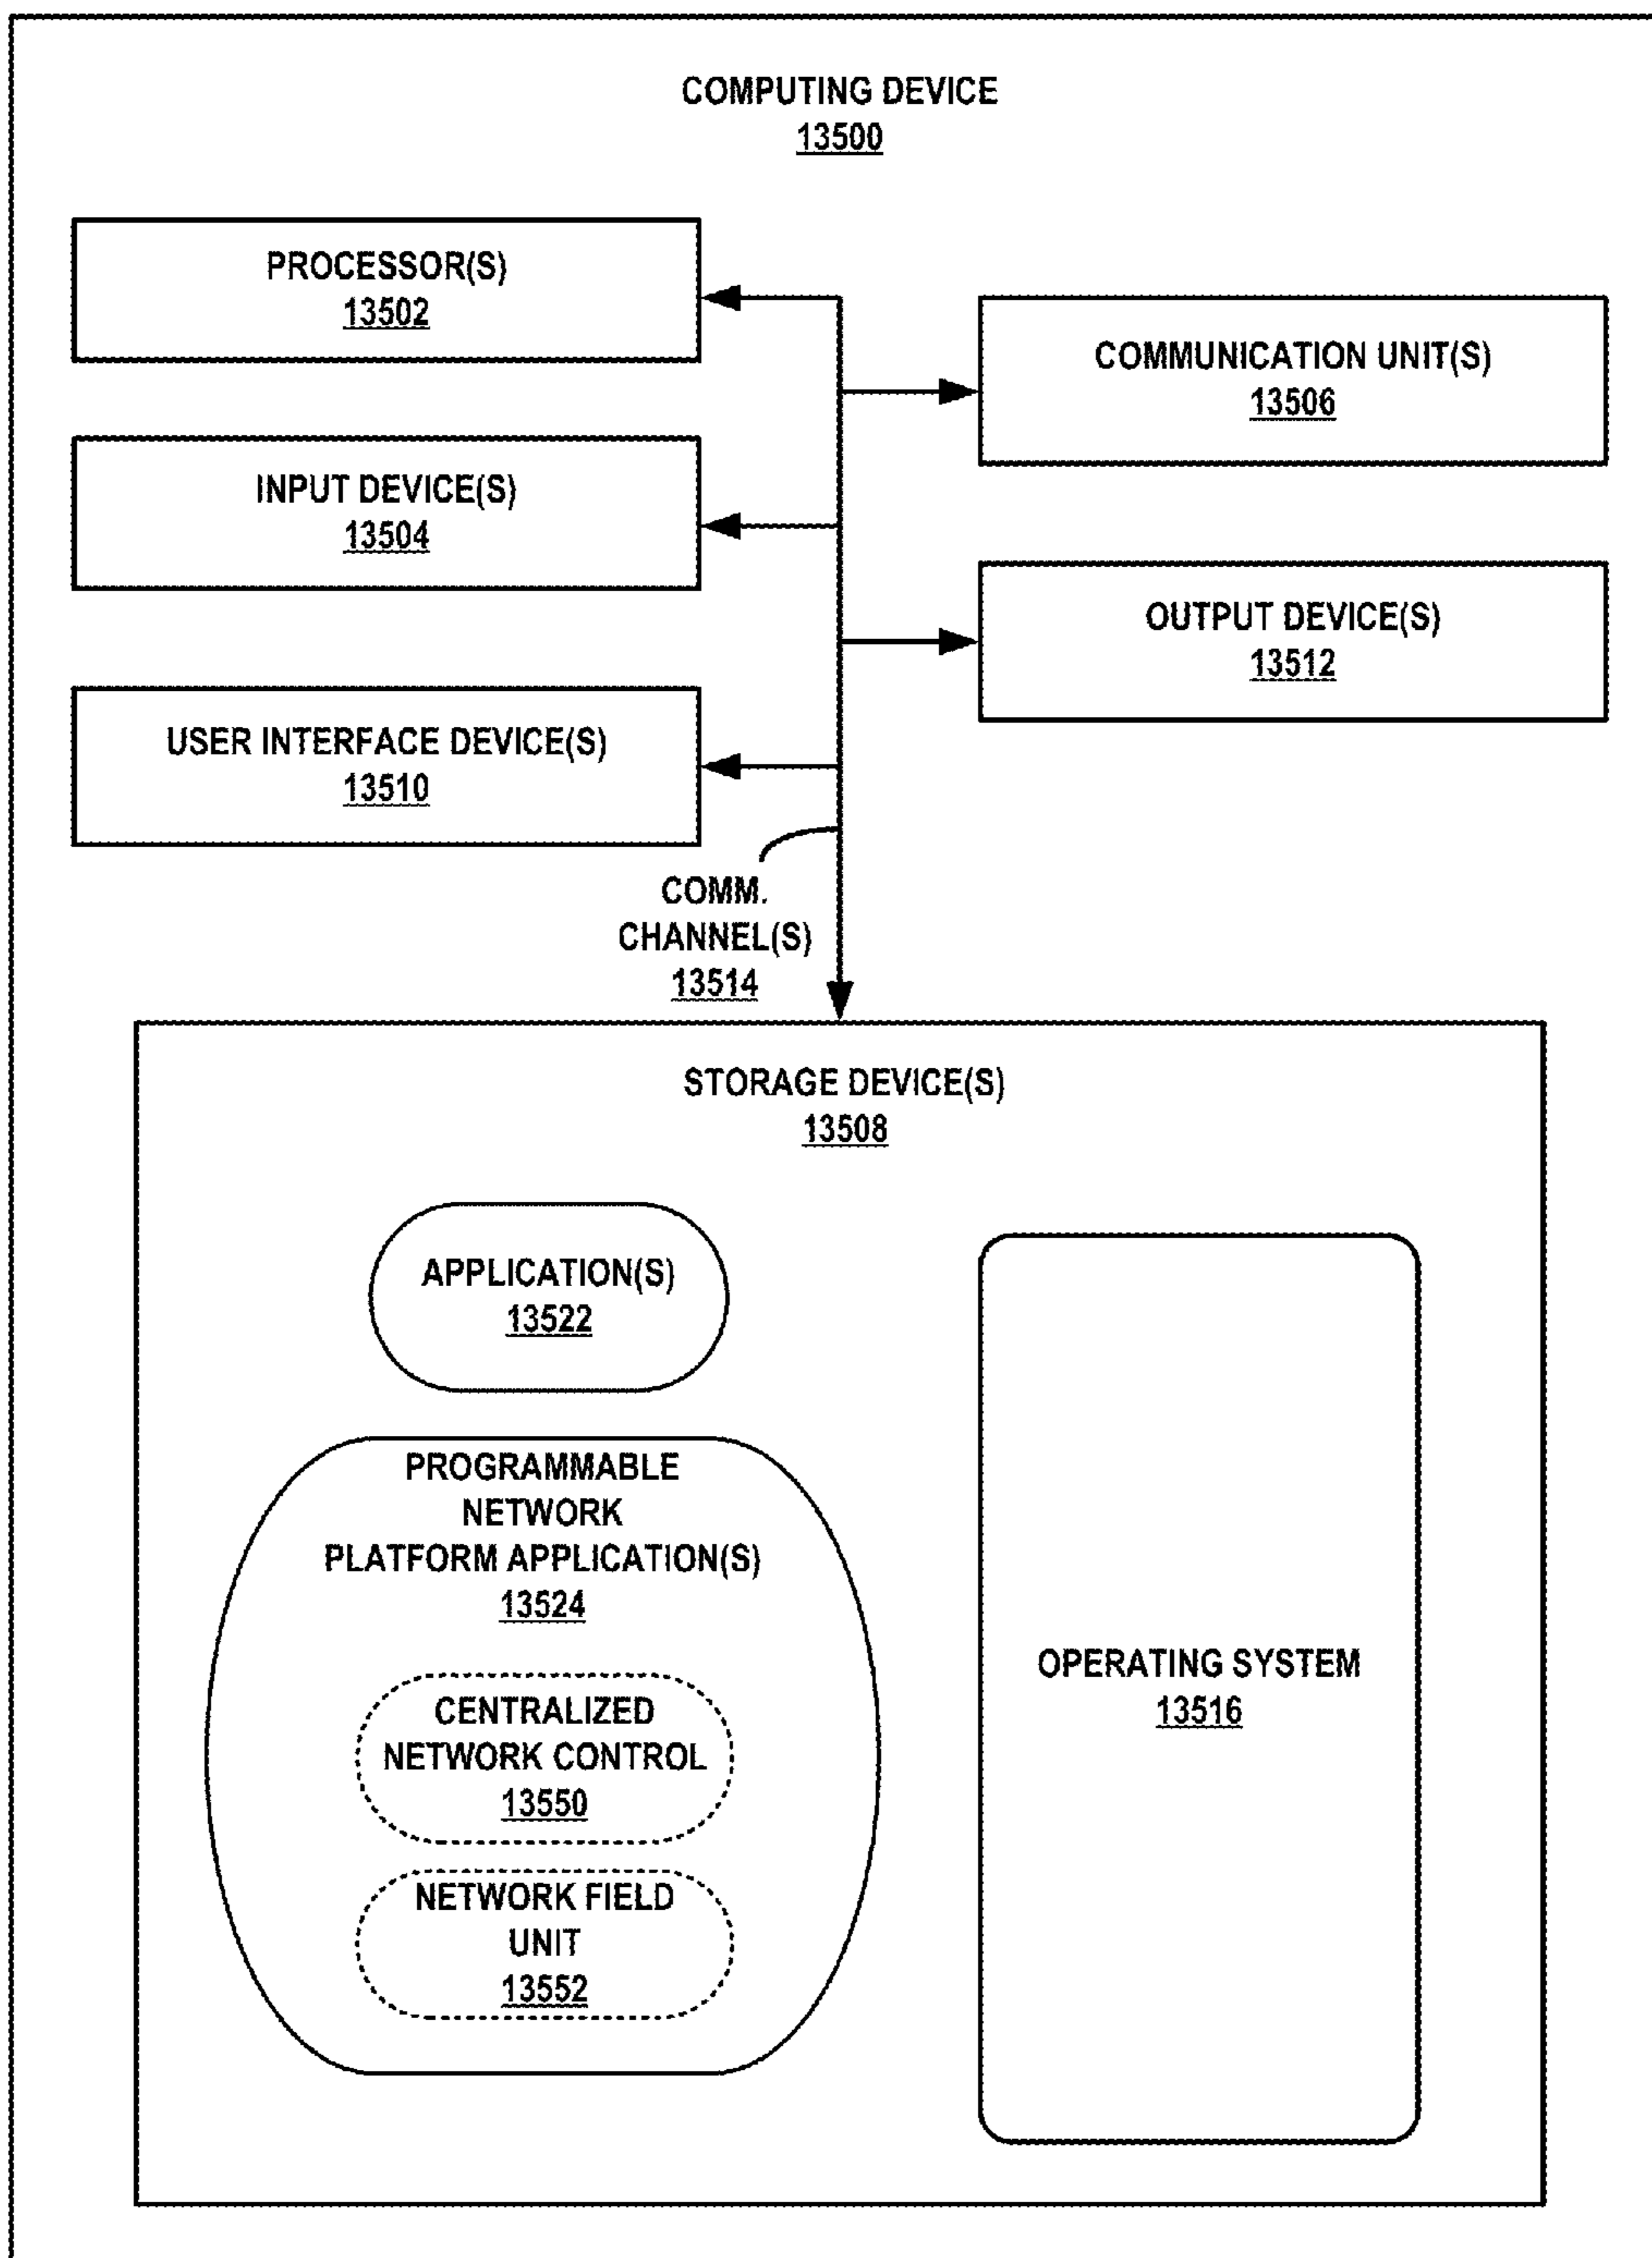 COMPUTING DEVICE
13500
PROCESSOR(S)
13502
COMMUNICATION UNIT(S)
13506
INPUT DEVICE(S)
13504
OUTPUT DEVICE(S)
13512
USER INTERFACE DEVICE(S)
13510
COMM.
CHANNEL(S)
13514
STORAGE DEVICE(S)
13508
APPLICATION(S)
13522
PROGRAMMABLE
NETWORK
PLATFORM APPLICATION(S)
13524
CENTRALIZED
NETWORK CONTROL
13550
NETWORK FIELD
UNIT
13552
OPERATING SYSTEM
13516